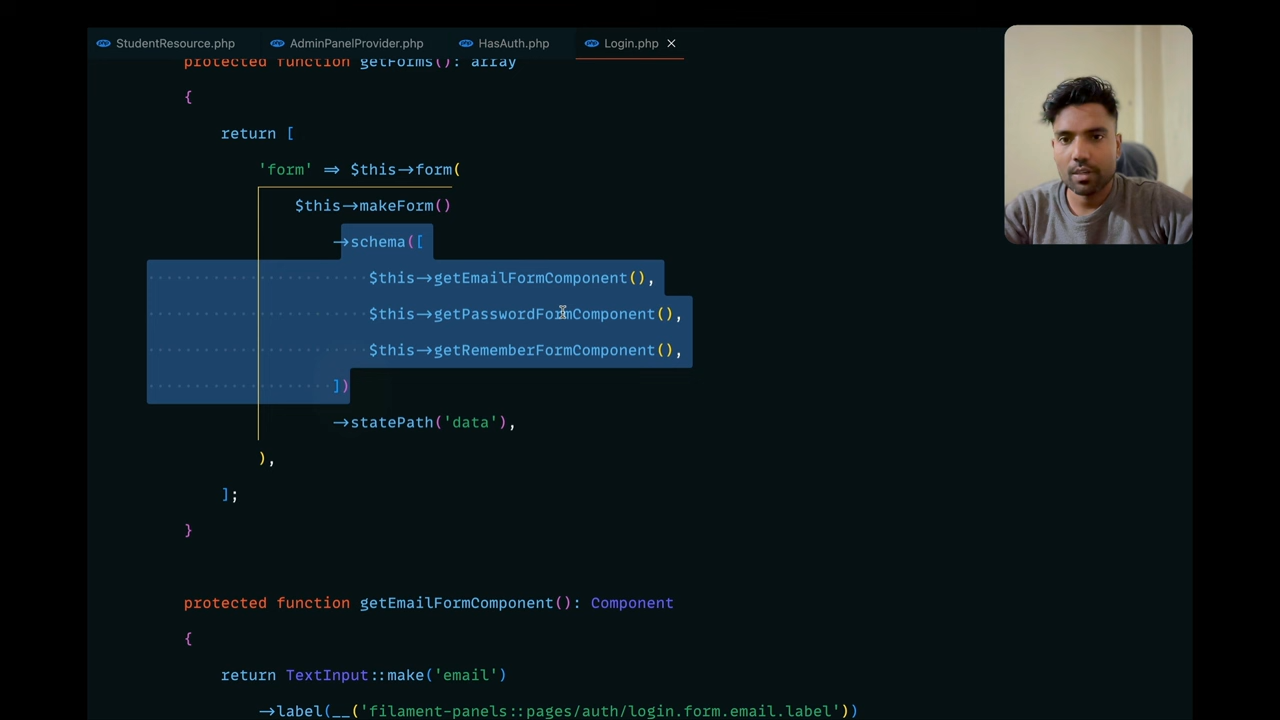 StudentResource.php AdminPanelProvider.php HasAuth.php Login.php
protected function getForms(): array
{
return [
'form' => $this->form(
$this->makeForm()
->schema([
$this->getEmailFormComponent(),
$this->getPasswordFormComponent(),
$this->getRememberFormComponent(),
])
->statePath('data'),
),
];
}
protected function getEmailFormComponent(): Component
{
return TextInput::make('email')
->label(__('filament-panels::pages/auth/login.form.email.label'))